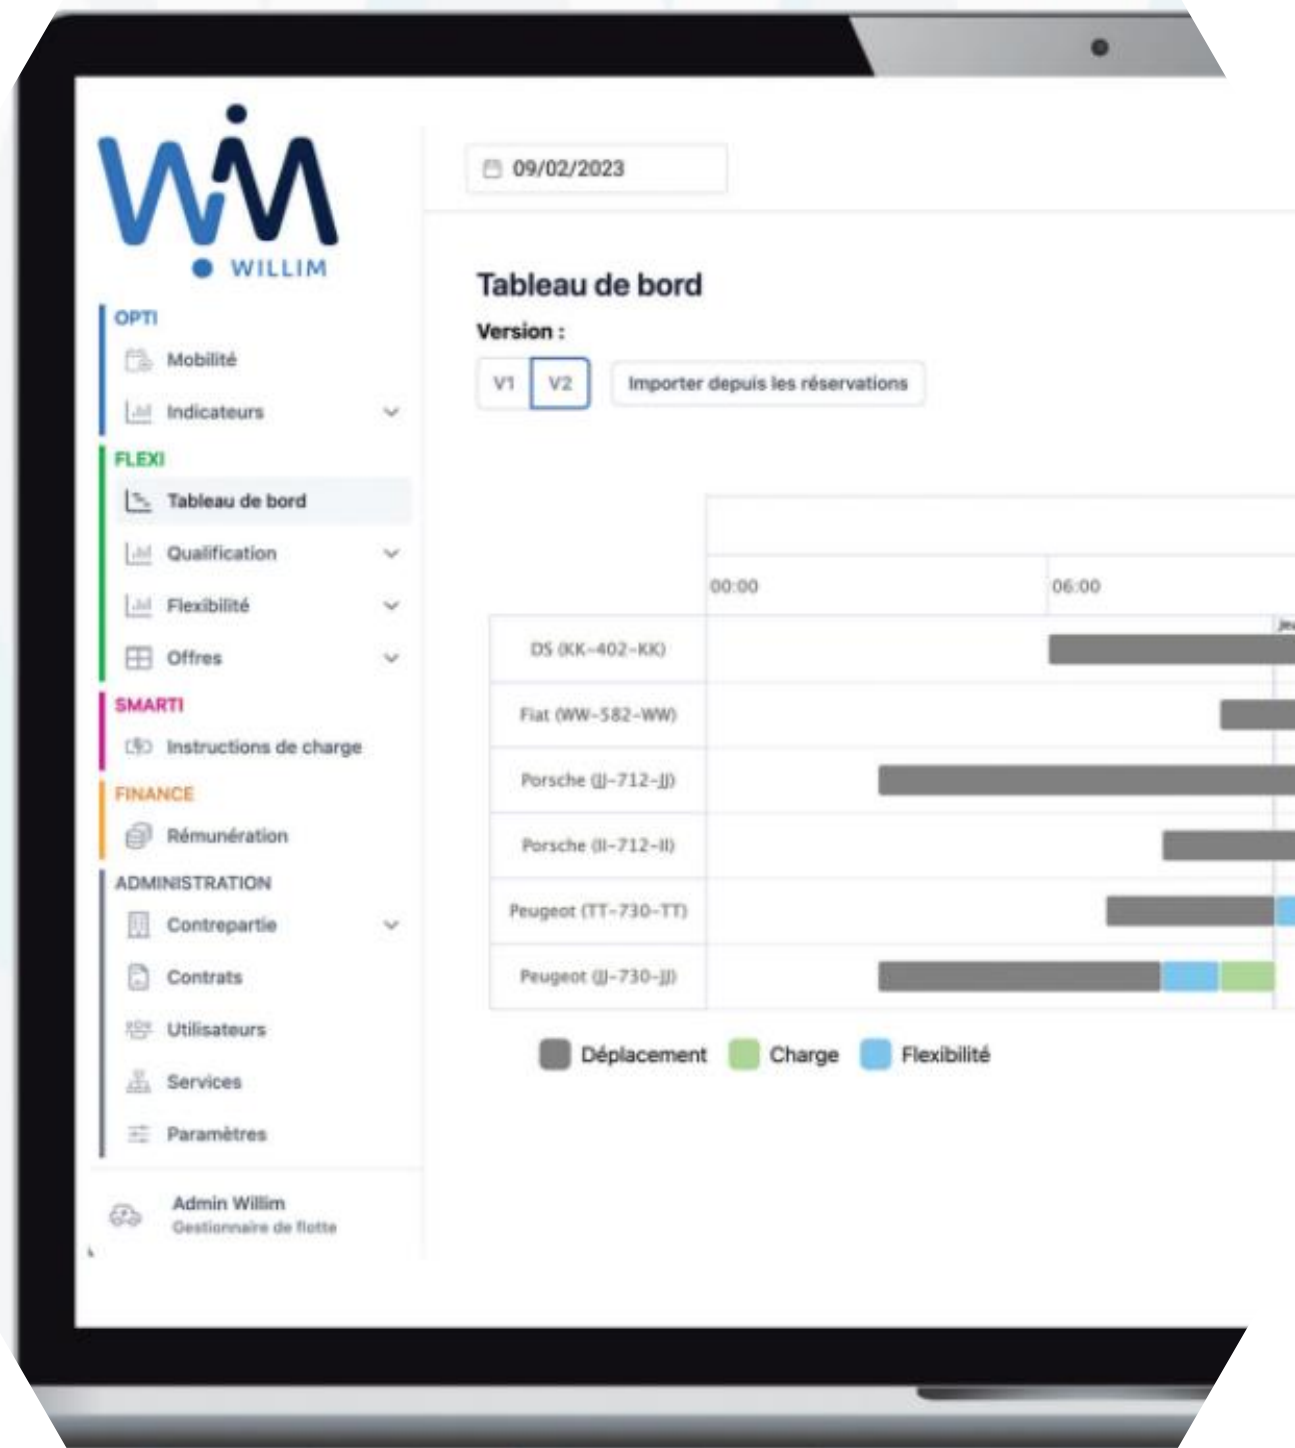 WiM
WILLIM
OPTI
Mobilité
Indicateurs
FLEXI
Tableau de bord
Qualification
Flexibilité
Offres
SMARTI
Instructions de charge
FINANCE
Rémunération
ADMINISTRATION
Contrepartie
Contrats
Utilisateurs
Services
Paramètres
Admin Willim
Gestionnaire de flotte
09/02/2023
Tableau de bord
Version :
V1 V2 Importer depuis les réservations
00:00 06:00
DS (KK-402-KK)
Fiat (WW-582-WW)
Porsche (JJ-712-JJ)
Porsche (II-712-II)
Peugeot (TT-730-TT)
Peugeot (JJ-730-JJ)
Déplacement Charge Flexibilité